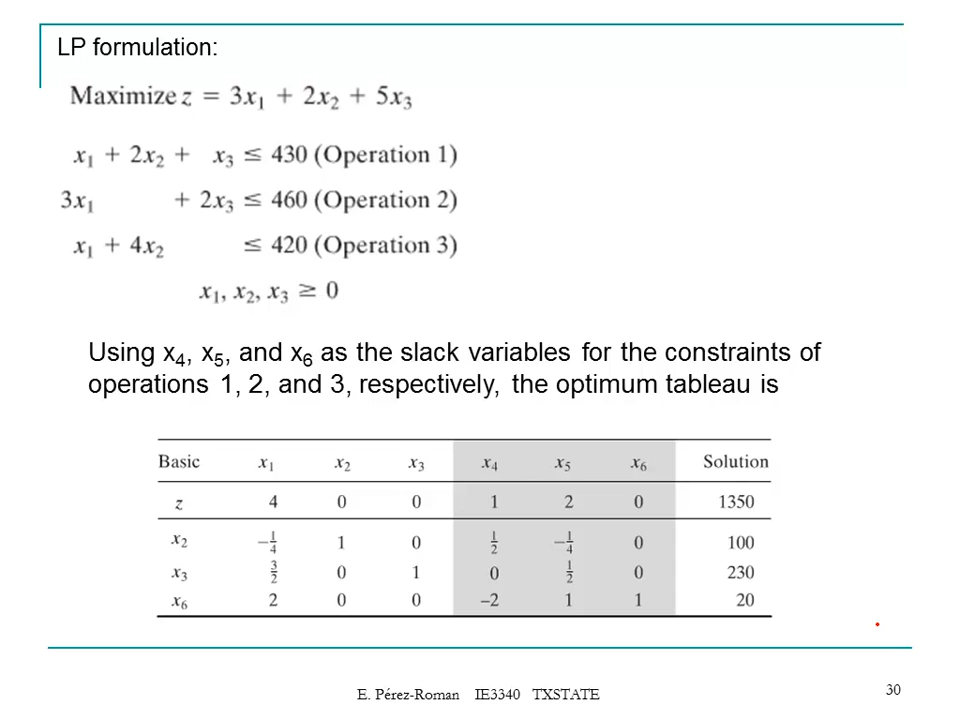 LP formulation:
Maximize z = 3x₁ + 2x₂ + 5x₃
x₁ + 2x₂ + x₃ ≤ 430 (Operation 1)
3x₁ + 2x₃ ≤ 460 (Operation 2)
x₁ + 4x₂ ≤ 420 (Operation 3)
x₁, x₂, x₃ ≥ 0
Using x₄, x₅, and x₆ as the slack variables for the constraints of
operations 1, 2, and 3, respectively, the optimum tableau is
Basic x₁ x₂ x₃ x₄ x₅ x₆ Solution
z 4 0 0 1 2 0 1350
x₂ −1/4 1 0 1/2 −1/4 0 100
x₃ 3/2 0 1 0 1/2 0 230
x₆ 2 0 0 −2 1 1 20
E. Pérez-Roman IE3340 TXSTATE
30